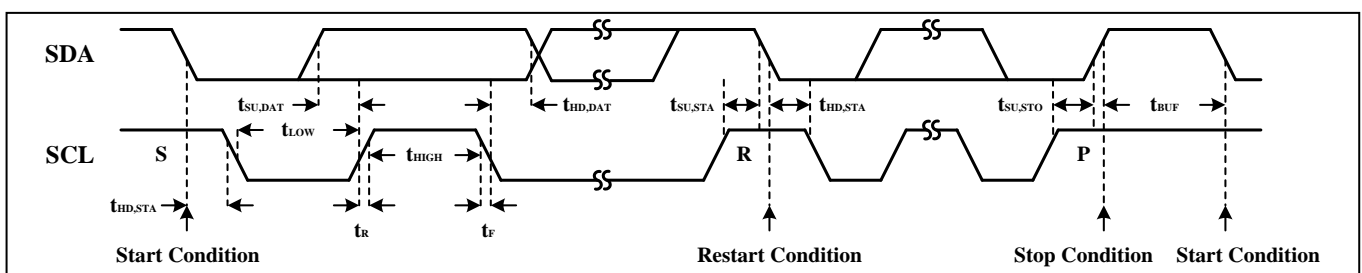 SDA
tSU,DAT
tHD,DAT
tSU,STA
tHD,STA
tSU,STO
tBUF
tLOW
SCL
S
tHIGH
R
P
tHD,STA
tR
tF
Start Condition
Restart Condition
Stop Condition
Start Condition